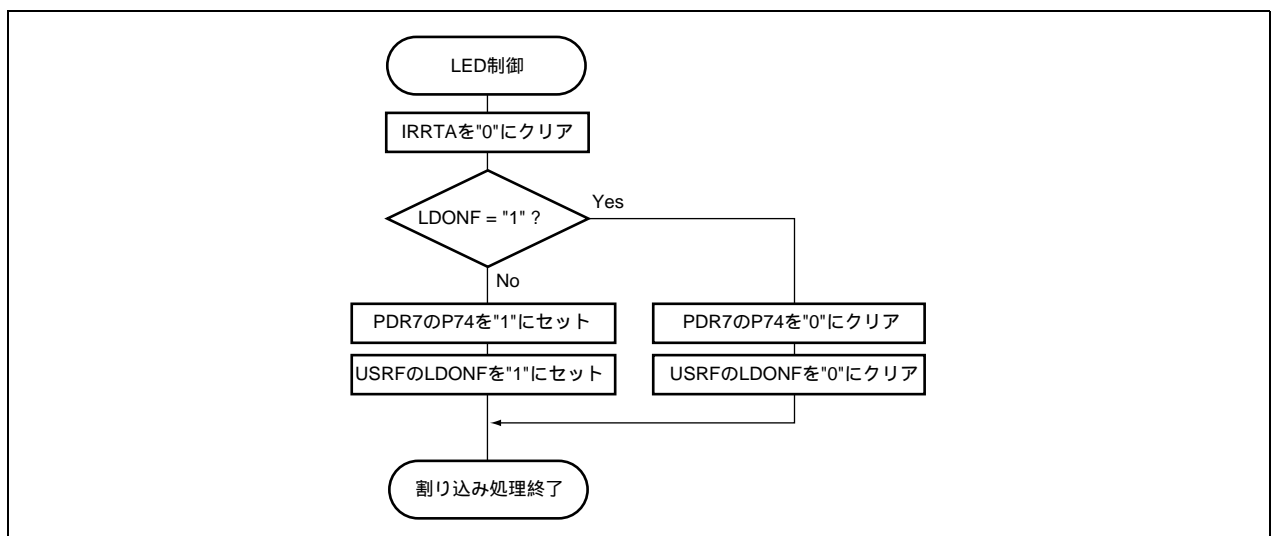 LED制御
IRRTAを"0"にクリア
LDONF = "1" ?
Yes
No
PDR7のP74を"1"にセット
PDR7のP74を"0"にクリア
USRFのLDONFを"1"にセット
USRFのLDONFを"0"にクリア
割り込み処理終了